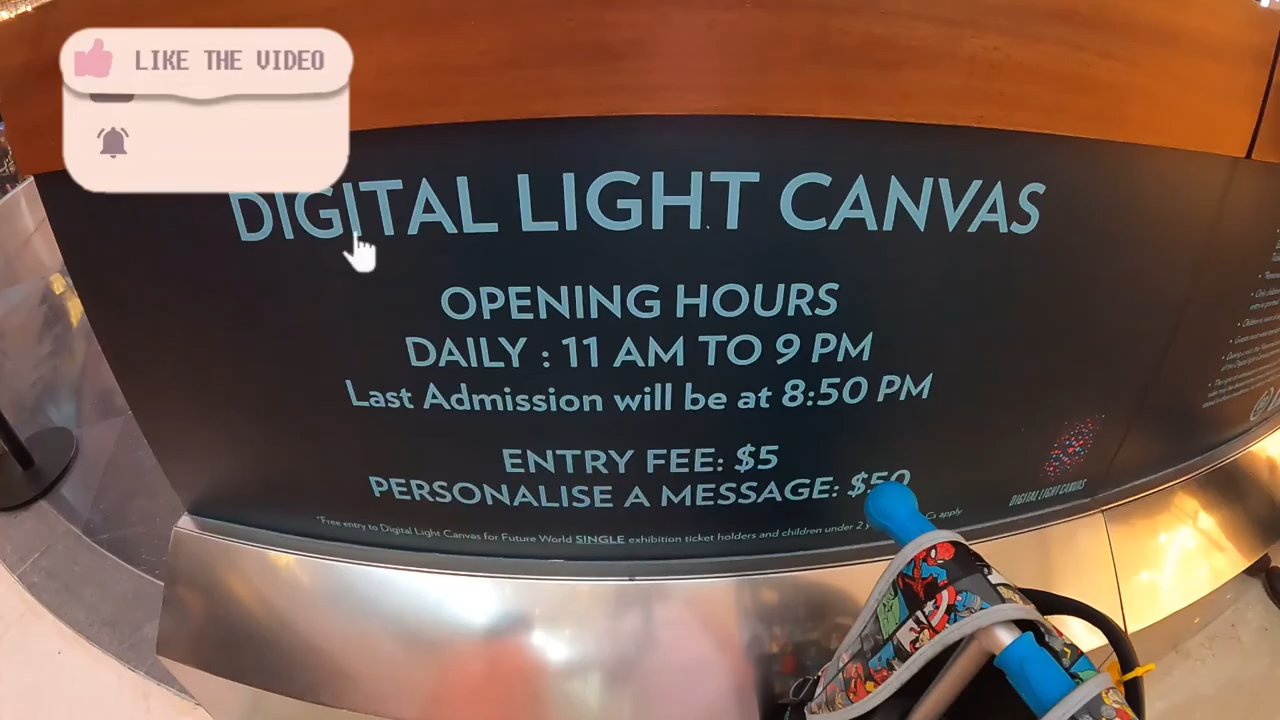 LIKE THE VIDEO
DIGITAL LIGHT CANVAS
OPENING HOURS
DAILY : 11 AM TO 9 PM
Last Admission will be at 8:50 PM
ENTRY FEE: $5
PERSONALISE A MESSAGE: $50
*Free entry to Digital Light Canvas for Future World SINGLE exhibition ticket holders and children under 2 apply
DIGITAL LIGHT CANVAS